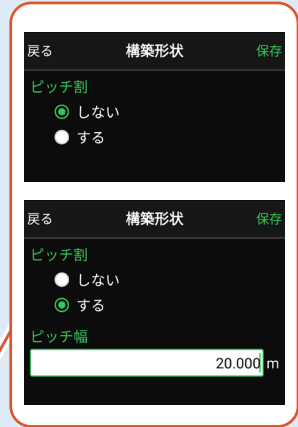 戻る 構築形状 保存
ピッチ割
しない
する
戻る 構築形状 保存
ピッチ割
しない
する
ピッチ幅
20.000 m